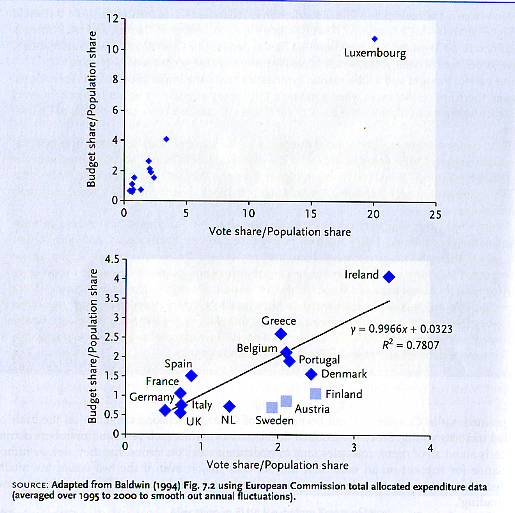 12
10
8
6
4
2
0
Budget share/Population share
Luxembourg
0 5 10 15 20 25
Vote share/Population share
4.5
4
3.5
3
2.5
2
1.5
1
0.5
0
Budget share/Population share
Ireland
Greece
y = 0.9966x + 0.0323
R² = 0.7807
Belgium
Portugal
Spain
Denmark
France
Finland
Germany
Italy
Austria
UK
NL
Sweden
0 1 2 3 4
Vote share/Population share
SOURCE: Adapted from Baldwin (1994) Fig. 7.2 using European Commission total allocated expenditure data
(averaged over 1995 to 2000 to smooth out annual fluctuations).